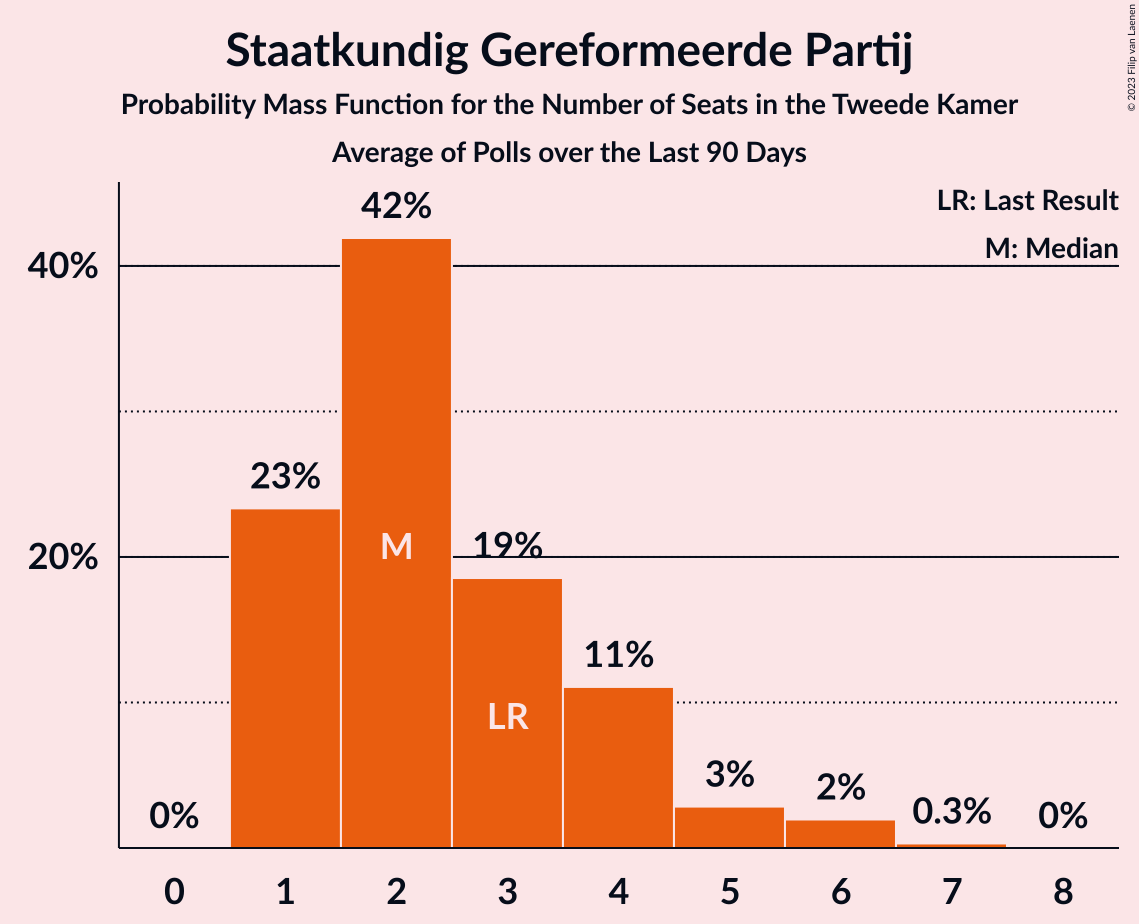 Staatkundig Gereformeerde Partij
Probability Mass Function for the Number of Seats in the Tweede Kamer
Average of Polls over the Last 90 Days
© 2023 Filip van Laenen
LR: Last Result
M: Median
40%
20%
0%
23%
42%
19%
11%
3%
2%
0.3%
0%
M
LR
0 1 2 3 4 5 6 7 8